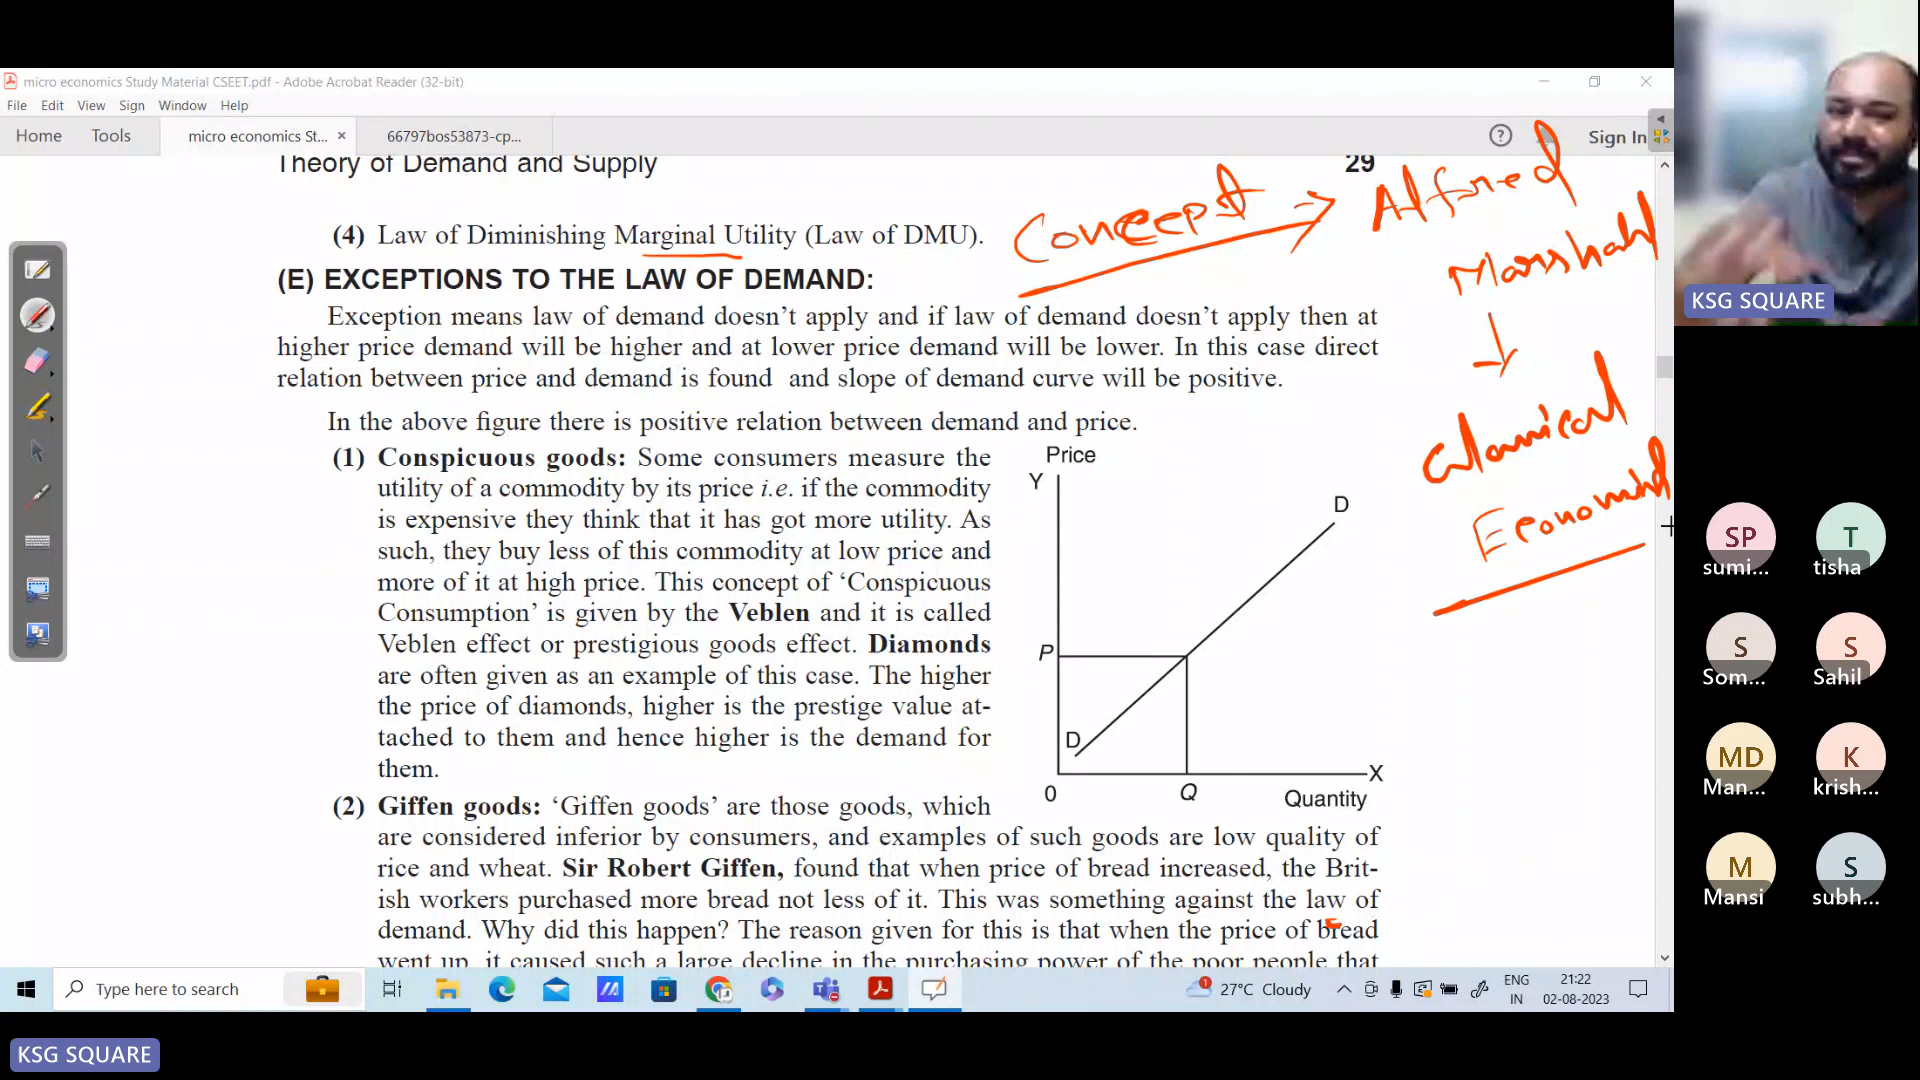 micro economics Study Material CSEET.pdf - Adobe Acrobat Reader (32-bit)
File Edit View Sign Window Help
Home Tools micro economics St... × 66797bos53873-cp... Sign In
Theory of Demand and Supply 29
(4) Law of Diminishing Marginal Utility (Law of DMU).
Concept → Alfred
Marshall
(E) EXCEPTIONS TO THE LAW OF DEMAND:
KSG SQUARE
Exception means law of demand doesn't apply and if law of demand doesn't apply then at
higher price demand will be higher and at lower price demand will be lower. In this case direct
relation between price and demand is found and slope of demand curve will be positive.
In the above figure there is positive relation between demand and price.
(1) Conspicuous goods: Some consumers measure the
utility of a commodity by its price i.e. if the commodity
is expensive they think that it has got more utility. As
such, they buy less of this commodity at low price and
more of it at high price. This concept of 'Conspicuous
Consumption' is given by the Veblen and it is called
Veblen effect or prestigious goods effect. Diamonds
are often given as an example of this case. The higher
the price of diamonds, higher is the prestige value at-
tached to them and hence higher is the demand for
them.
Price
Y
D
P
D
0
Q
X
Quantity
(2) Giffen goods: 'Giffen goods' are those goods, which
are considered inferior by consumers, and examples of such goods are low quality of
rice and wheat. Sir Robert Giffen, found that when price of bread increased, the Brit-
ish workers purchased more bread not less of it. This was something against the law of
demand. Why did this happen? The reason given for this is that when the price of bread
went up, it caused such a large decline in the purchasing power of the poor people that
SP
sumi...
T
tisha
S
Som...
S
Sahil
MD
Man...
K
krish...
M
Mansi
S
subh...
Type here to search
27°C Cloudy
ENG
IN
21:22
02-08-2023
KSG SQUARE